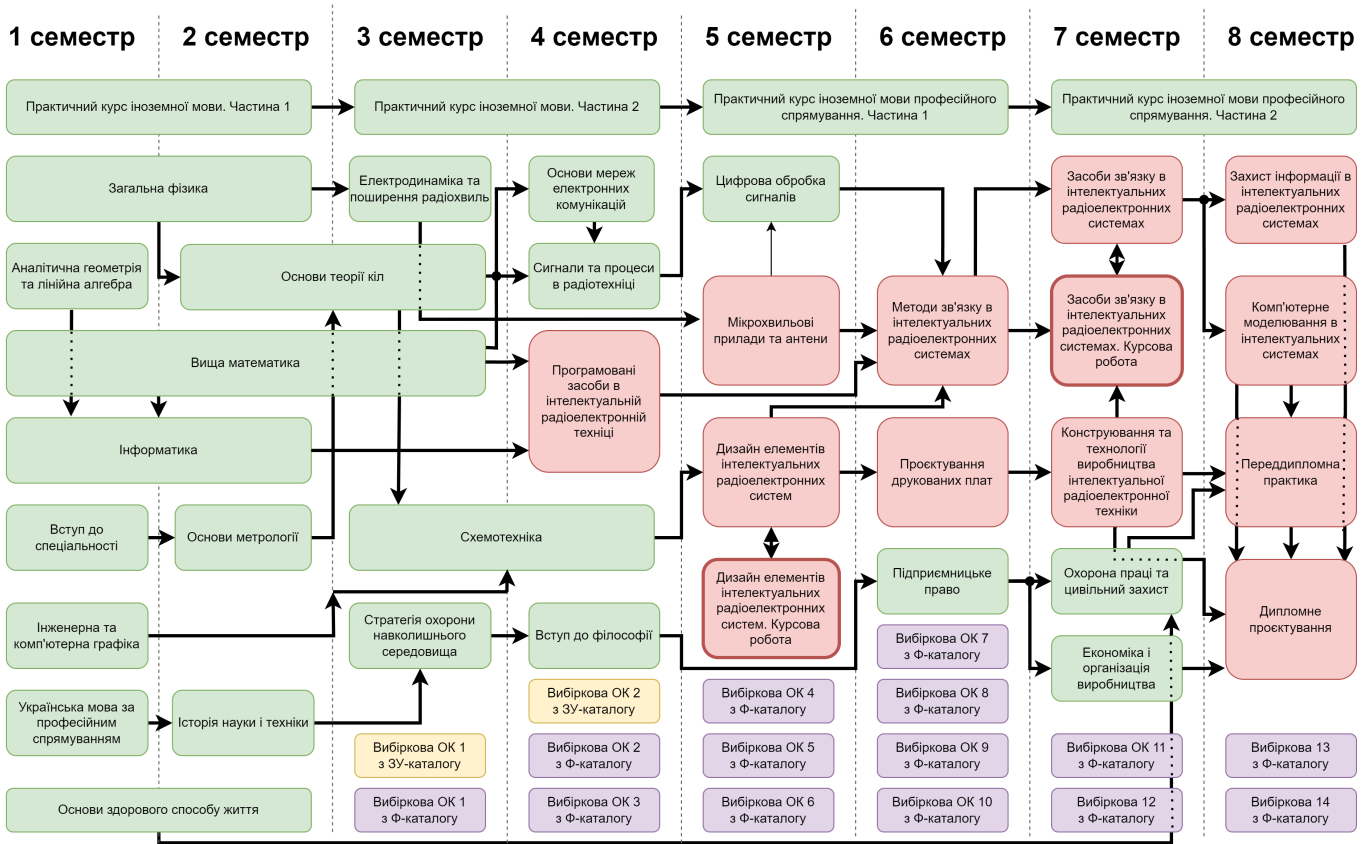 1 семестр
2 семестр
3 семестр
4 семестр
5 семестр
6 семестр
7 семестр
8 семестр
Практичний курс іноземної мови. Частина 1
Практичний курс іноземної мови. Частина 2
Практичний курс іноземної мови професійного
спрямування. Частина 1
Практичний курс іноземної мови професійного
спрямування. Частина 2
Загальна фізика
Електродинаміка та
поширення радіохвиль
Основи мереж
електронних
комунікацій
Цифрова обробка
сигналів
Засоби зв'язку в
інтелектуальних
радіоелектронних
системах
Захист інформації в
інтелектуальних
радіоелектронних
системах
Аналітична геометрія
та лінійна алгебра
Основи теорії кіл
Сигнали та процеси
в радіотехніці
Мікрохвильові
прилади та антени
Методи зв'язку в
інтелектуальних
радіоелектронних
системах
Засоби зв'язку в
інтелектуальних
радіоелектронних
системах. Курсова
робота
Комп'ютерне
моделювання в
інтелектуальних
системах
Вища математика
Програмовані
засоби в
інтелектуальній
радіоелектронній
техніці
Інформатика
Дизайн елементів
інтелектуальних
радіоелектронних
систем
Проєктування
друкованих плат
Конструювання та
технології
виробництва
інтелектуальної
радіоелектронної
техніки
Переддипломна
практика
Вступ до
спеціальності
Основи метрології
Схемотехніка
Дизайн елементів
інтелектуальних
радіоелектронних
систем. Курсова
робота
Підприємницьке
право
Охорона праці та
цивільний захист
Дипломне
проєктування
Інженерна та
комп'ютерна графіка
Стратегія охорони
навколишнього
середовища
Вступ до філософії
Вибіркова ОК 7
з Ф-каталогу
Економіка і
організація
виробництва
Українська мова за
професійним
спрямуванням
Історія науки і техніки
Вибіркова ОК 2
з ЗУ-каталогу
Вибіркова ОК 4
з Ф-каталогу
Вибіркова ОК 8
з Ф-каталогу
Вибіркова ОК 1
з ЗУ-каталогу
Вибіркова ОК 2
з Ф-каталогу
Вибіркова ОК 5
з Ф-каталогу
Вибіркова ОК 9
з Ф-каталогу
Вибіркова ОК 11
з Ф-каталогу
Вибіркова 13
з Ф-каталогу
Основи здорового способу життя
Вибіркова ОК 1
з Ф-каталогу
Вибіркова ОК 3
з Ф-каталогу
Вибіркова ОК 6
з Ф-каталогу
Вибіркова ОК 10
з Ф-каталогу
Вибіркова 12
з Ф-каталогу
Вибіркова 14
з Ф-каталогу